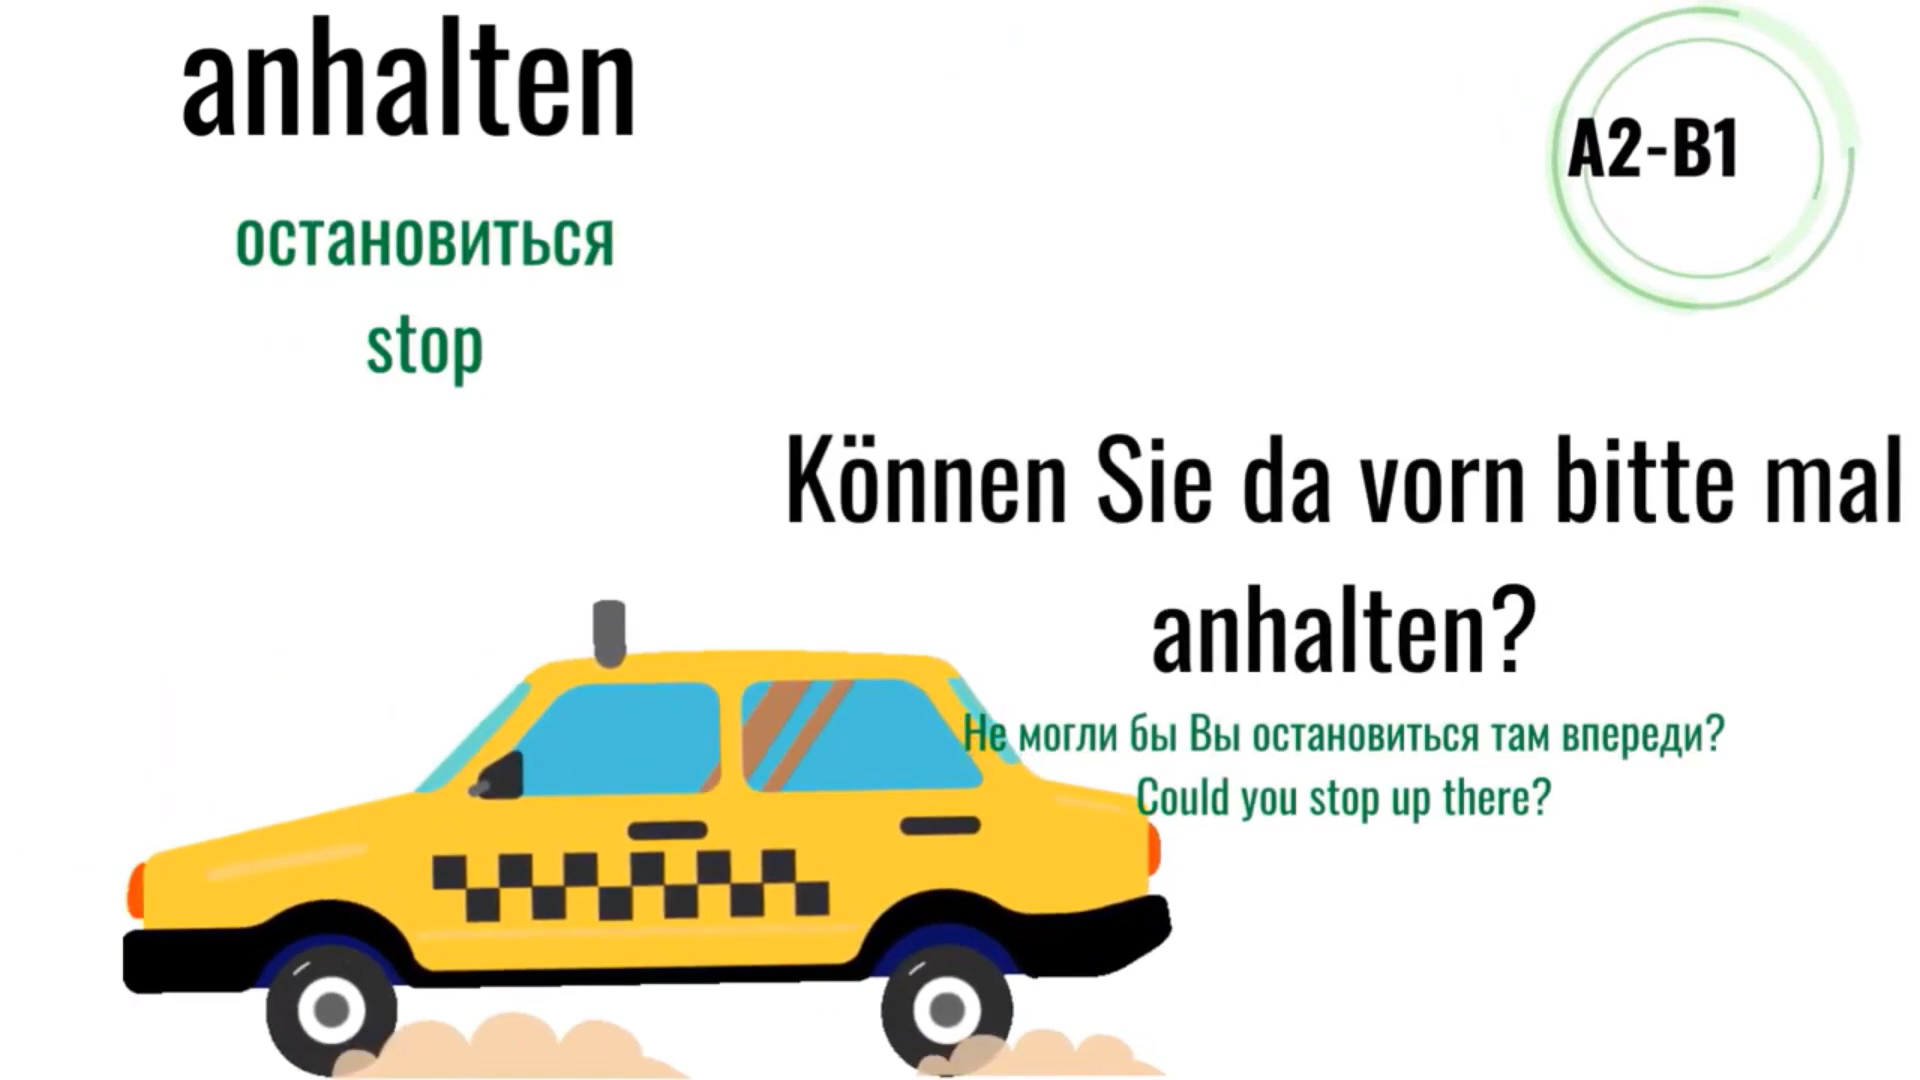 anhalten
остановиться
stop
A2-B1
Können Sie da vorn bitte mal
anhalten?
Не могли бы Вы остановиться там впереди?
Could you stop up there?